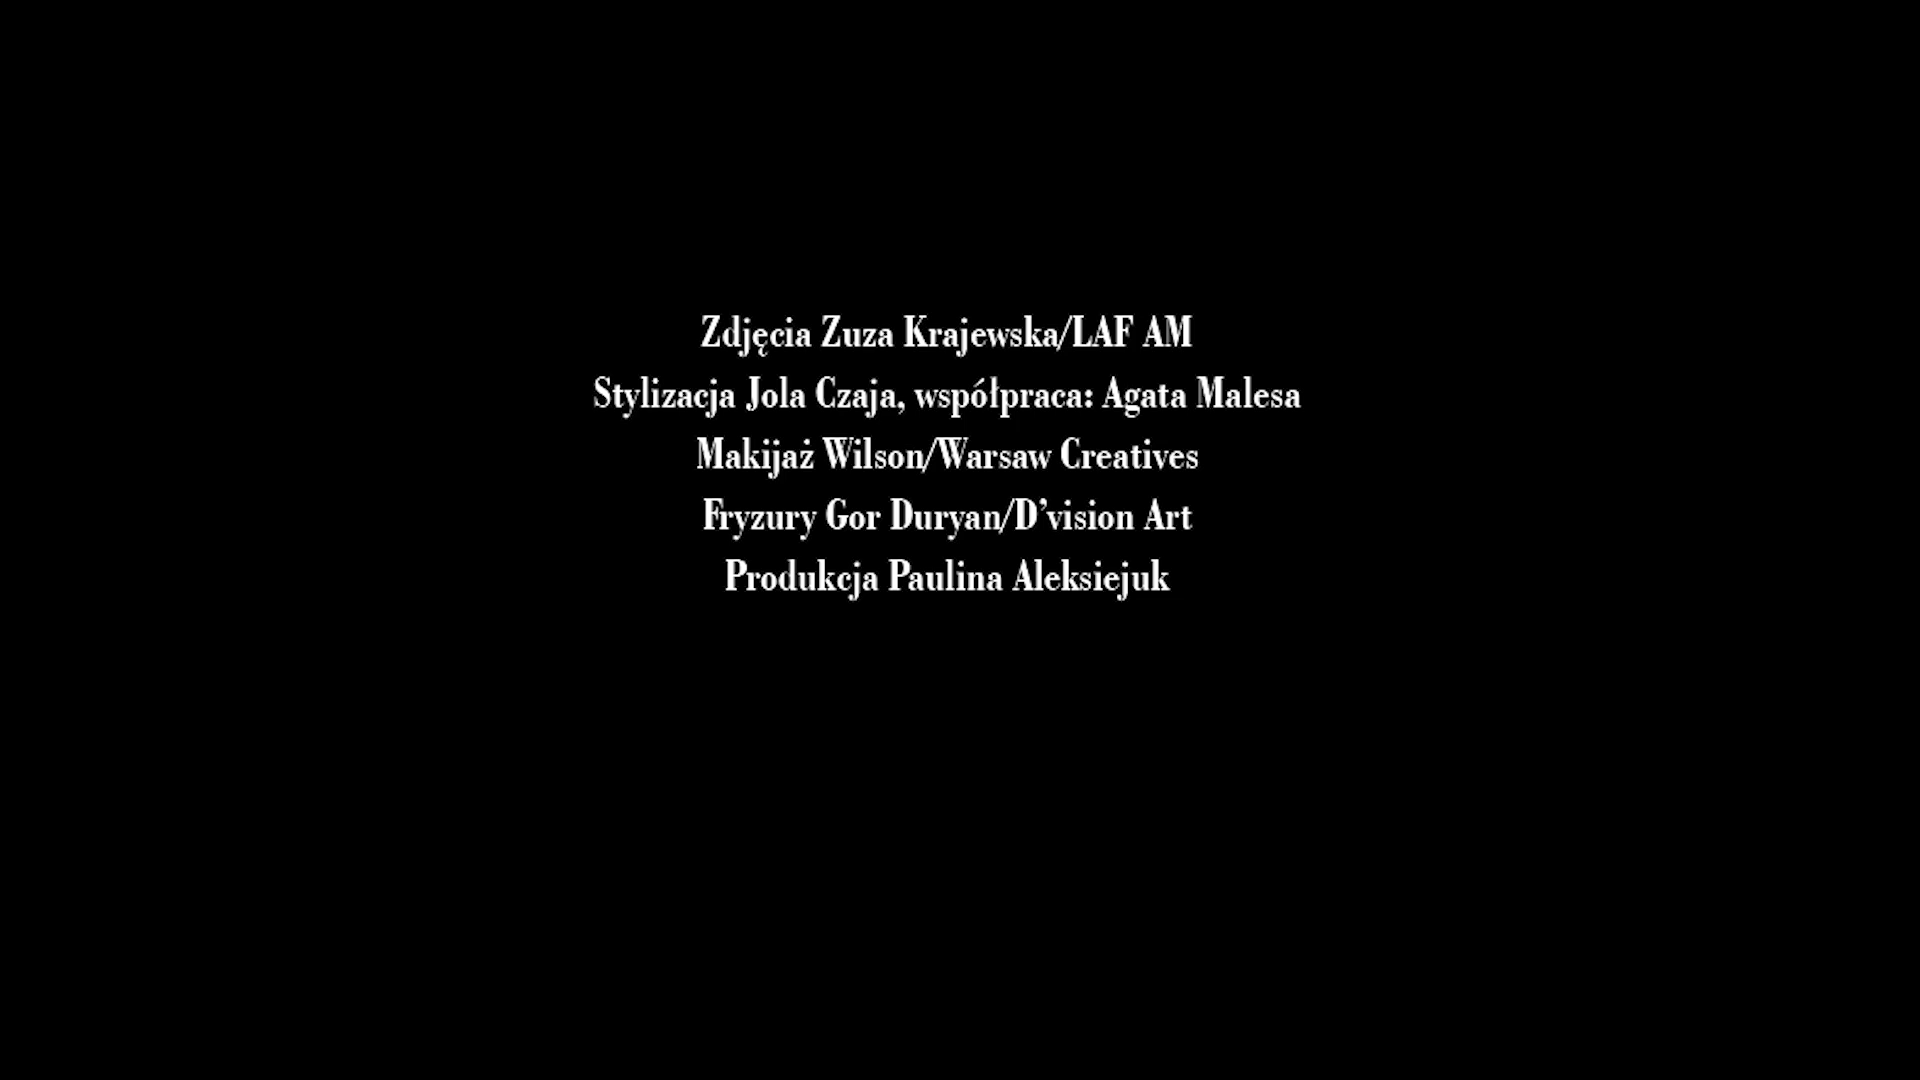 Zdjęcia Zuza Krajewska/LAF AM
Stylizacja Jola Czaja, współpraca: Agata Malesa
Makijaż Wilson/Warsaw Creatives
Fryzury Gor Duryan/D’vision Art
Produkcja Paulina Aleksiejuk